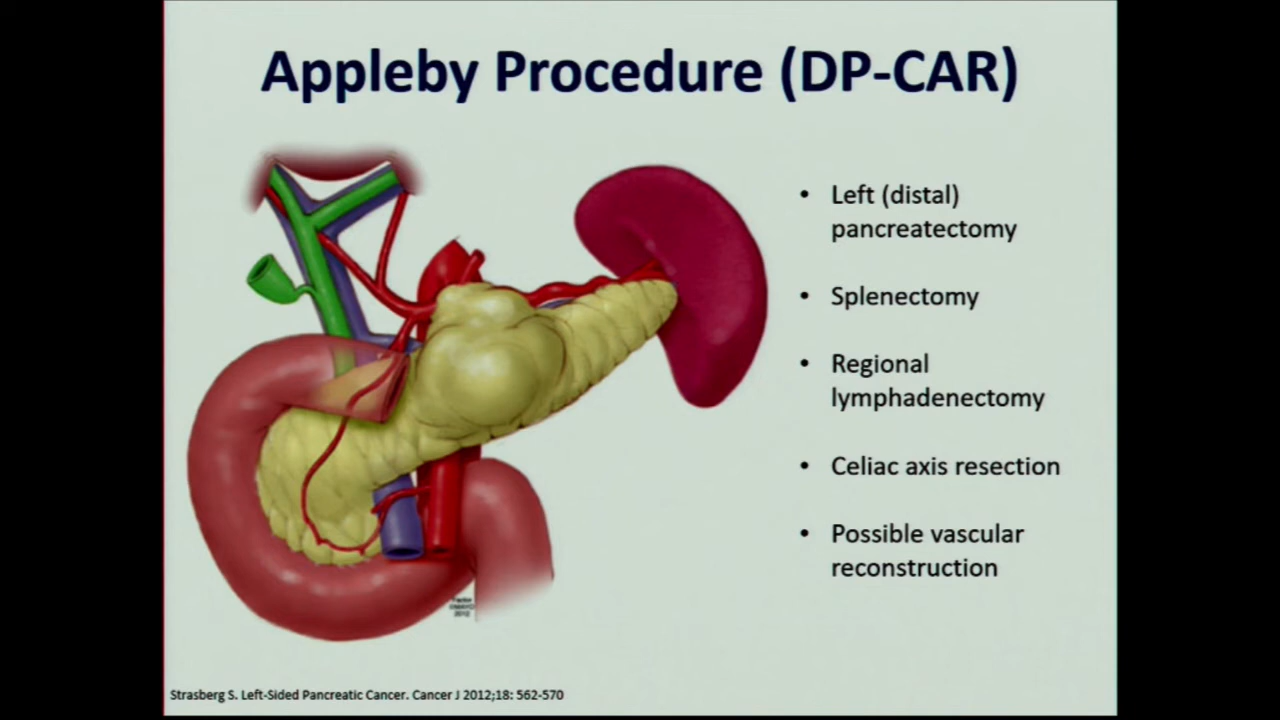 Appleby Procedure (DP-CAR)
• Left (distal)
pancreatectomy
• Splenectomy
• Regional
lymphadenectomy
• Celiac axis resection
• Possible vascular
reconstruction
2012
Strasberg S. Left-Sided Pancreatic Cancer. Cancer J 2012;18: 562-570